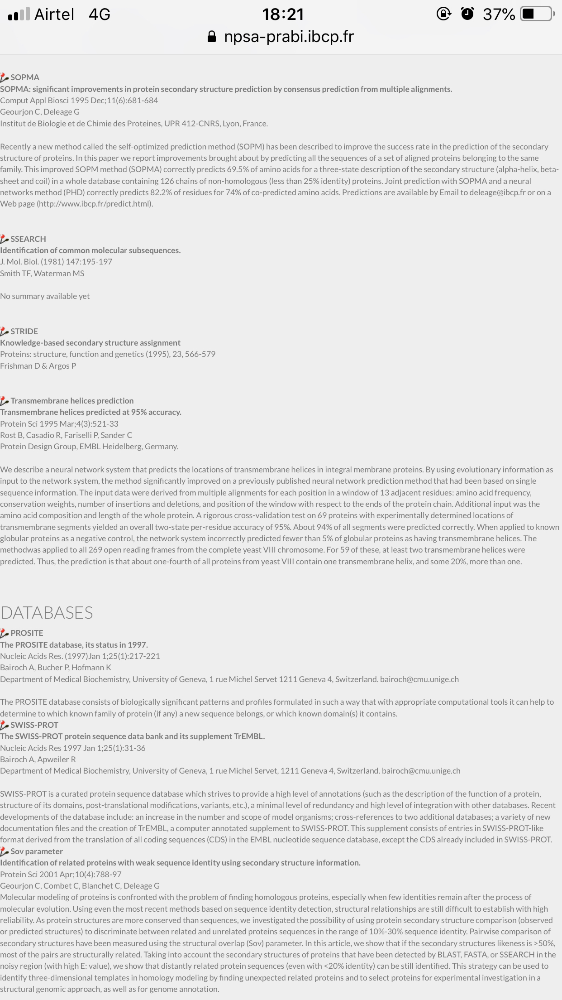 Airtel 4G 18:21 37%
npsa-prabi.ibcp.fr
SOPMA
SOPMA: significant improvements in protein secondary structure prediction by consensus prediction from multiple alignments.
Comput Appl Biosci 1995 Dec;11(6):681-684
Geourjon C, Deleage G
Institut de Biologie et de Chimie des Proteines, UPR 412-CNRS, Lyon, France.
Recently a new method called the self-optimized prediction method (SOPM) has been described to improve the success rate in the prediction of the secondary
structure of proteins. In this paper we report improvements brought about by predicting all the sequences of a set of aligned proteins belonging to the same
family. This improved SOPM method (SOPMA) correctly predicts 69.5% of amino acids for a three-state description of the secondary structure (alpha-helix, beta-
sheet and coil) in a whole database containing 126 chains of non-homologous (less than 25% identity) proteins. Joint prediction with SOPMA and a neural
networks method (PHD) correctly predicts 82.2% of residues for 74% of co-predicted amino acids. Predictions are available by Email to deleage@ibcp.fr or on a
Web page (http://www.ibcp.fr/predict.html).
SSEARCH
Identification of common molecular subsequences.
J. Mol. Biol. (1981) 147:195-197
Smith TF, Waterman MS
No summary available yet
STRIDE
Knowledge-based secondary structure assignment
Proteins: structure, function and genetics (1995), 23, 566-579
Frishman D & Argos P
Transmembrane helices prediction
Transmembrane helices predicted at 95% accuracy.
Protein Sci 1995 Mar;4(3):521-33
Rost B, Casadio R, Fariselli P, Sander C
Protein Design Group, EMBL Heidelberg, Germany.
We describe a neural network system that predicts the locations of transmembrane helices in integral membrane proteins. By using evolutionary information as
input to the network system, the method significantly improved on a previously published neural network prediction method that had been based on single
sequence information. The input data were derived from multiple alignments for each position in a window of 13 adjacent residues: amino acid frequency,
conservation weights, number of insertions and deletions, and position of the window with respect to the ends of the protein chain. Additional input was the
amino acid composition and length of the whole protein. A rigorous cross-validation test on 69 proteins with experimentally determined locations of
transmembrane segments yielded an overall two-state per-residue accuracy of 95%. About 94% of all segments were predicted correctly. When applied to known
globular proteins as a negative control, the network system incorrectly predicted fewer than 5% of globular proteins as having transmembrane helices. The
methodwas applied to all 269 open reading frames from the complete yeast VIII chromosome. For 59 of these, at least two transmembrane helices were
predicted. Thus, the prediction is that about one-fourth of all proteins from yeast VIII contain one transmembrane helix, and some 20%, more than one.
DATABASES
PROSITE
The PROSITE database, its status in 1997.
Nucleic Acids Res. (1997)Jan 1;25(1):217-221
Bairoch A, Bucher P, Hofmann K
Department of Medical Biochemistry, University of Geneva, 1 rue Michel Servet 1211 Geneva 4, Switzerland. bairoch@cmu.unige.ch
The PROSITE database consists of biologically significant patterns and profiles formulated in such a way that with appropriate computational tools it can help to
determine to which known family of protein (if any) a new sequence belongs, or which known domain(s) it contains.
SWISS-PROT
The SWISS-PROT protein sequence data bank and its supplement TrEMBL.
Nucleic Acids Res 1997 Jan 1;25(1):31-36
Bairoch A, Apweiler R
Department of Medical Biochemistry, University of Geneva, 1 rue Michel Servet, 1211 Geneva 4, Switzerland. bairoch@cmu.unige.ch
SWISS-PROT is a curated protein sequence database which strives to provide a high level of annotations (such as the description of the function of a protein,
structure of its domains, post-translational modifications, variants, etc.), a minimal level of redundancy and high level of integration with other databases. Recent
developments of the database include: an increase in the number and scope of model organisms; cross-references to two additional databases; a variety of new
documentation files and the creation of TrEMBL, a computer annotated supplement to SWISS-PROT. This supplement consists of entries in SWISS-PROT-like
format derived from the translation of all coding sequences (CDS) in the EMBL nucleotide sequence database, except the CDS already included in SWISS-PROT.
Sov parameter
Identification of related proteins with weak sequence identity using secondary structure information.
Protein Sci 2001 Apr;10(4):788-97
Geourjon C, Combet C, Blanchet C, Deleage G
Molecular modeling of proteins is confronted with the problem of finding homologous proteins, especially when few identities remain after the process of
molecular evolution. Using even the most recent methods based on sequence identity detection, structural relationships are still difficult to establish with high
reliability. As protein structures are more conserved than sequences, we investigated the possibility of using protein secondary structure comparison (observed
or predicted structures) to discriminate between related and unrelated proteins sequences in the range of 10%-30% sequence identity. Pairwise comparison of
secondary structures have been measured using the structural overlap (Sov) parameter. In this article, we show that if the secondary structures likeness is >50%,
most of the pairs are structurally related. Taking into account the secondary structures of proteins that have been detected by BLAST, FASTA, or SSEARCH in the
noisy region (with high E: value), we show that distantly related protein sequences (even with <20% identity) can be still identified. This strategy can be used to
identify three-dimensional templates in homology modeling by finding unexpected related proteins and to select proteins for experimental investigation in a
structural genomic approach, as well as for genome annotation.